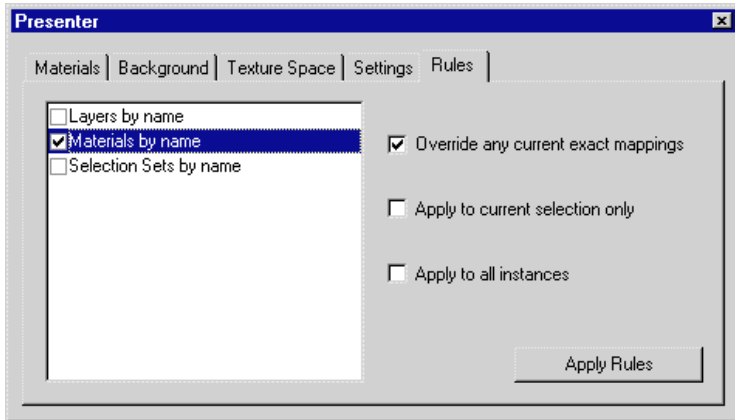 Presenter
Materials Background Texture Space Settings Rules
Layers by name
Materials by name
Selection Sets by name
Override any current exact mappings
Apply to current selection only
Apply to all instances
Apply Rules